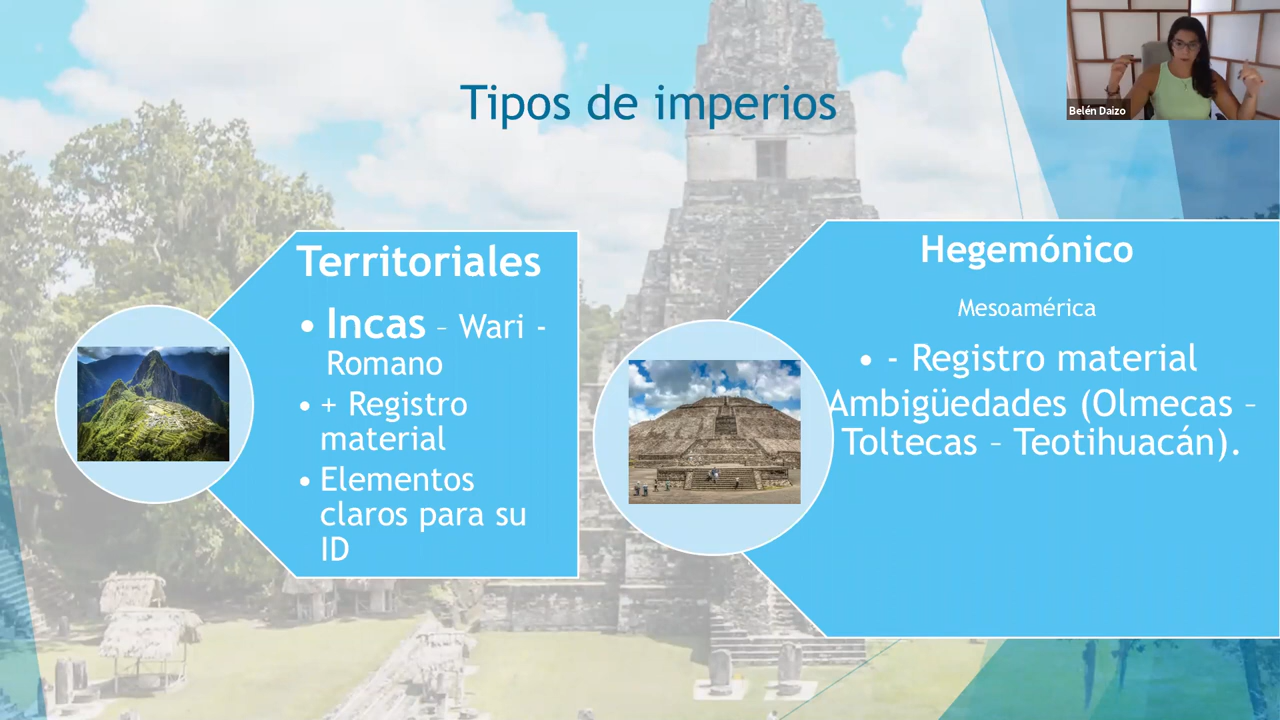 Tipos de imperios
Belén Daizo
Territoriales
• Incas – Wari -
Romano
• + Registro
material
• Elementos
claros para su
ID
Hegemónico
Mesoamérica
• - Registro material
Ambigüedades (Olmecas –
Toltecas – Teotihuacán).